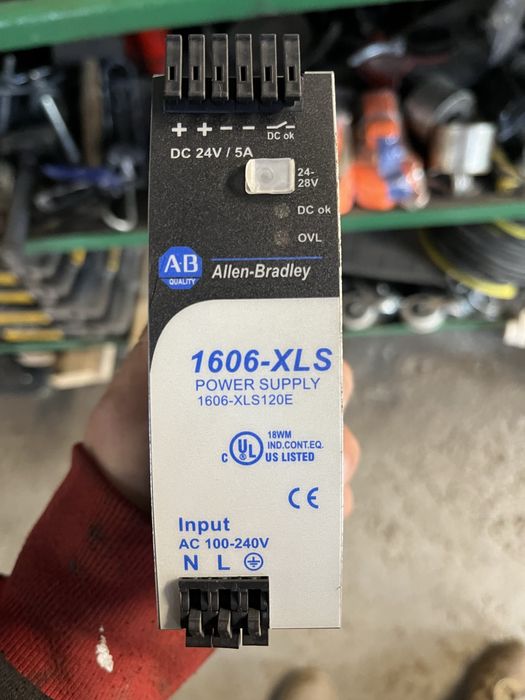 + + - -
DC ok
DC 24V / 5A
24-
28V
DC ok
OVL
A·B
QUALITY
Allen-Bradley
1606-XLS
POWER SUPPLY
1606-XLS120E
18WM
IND.CONT.EQ.
C UL US LISTED
CE
Input
AC 100-240V
N L